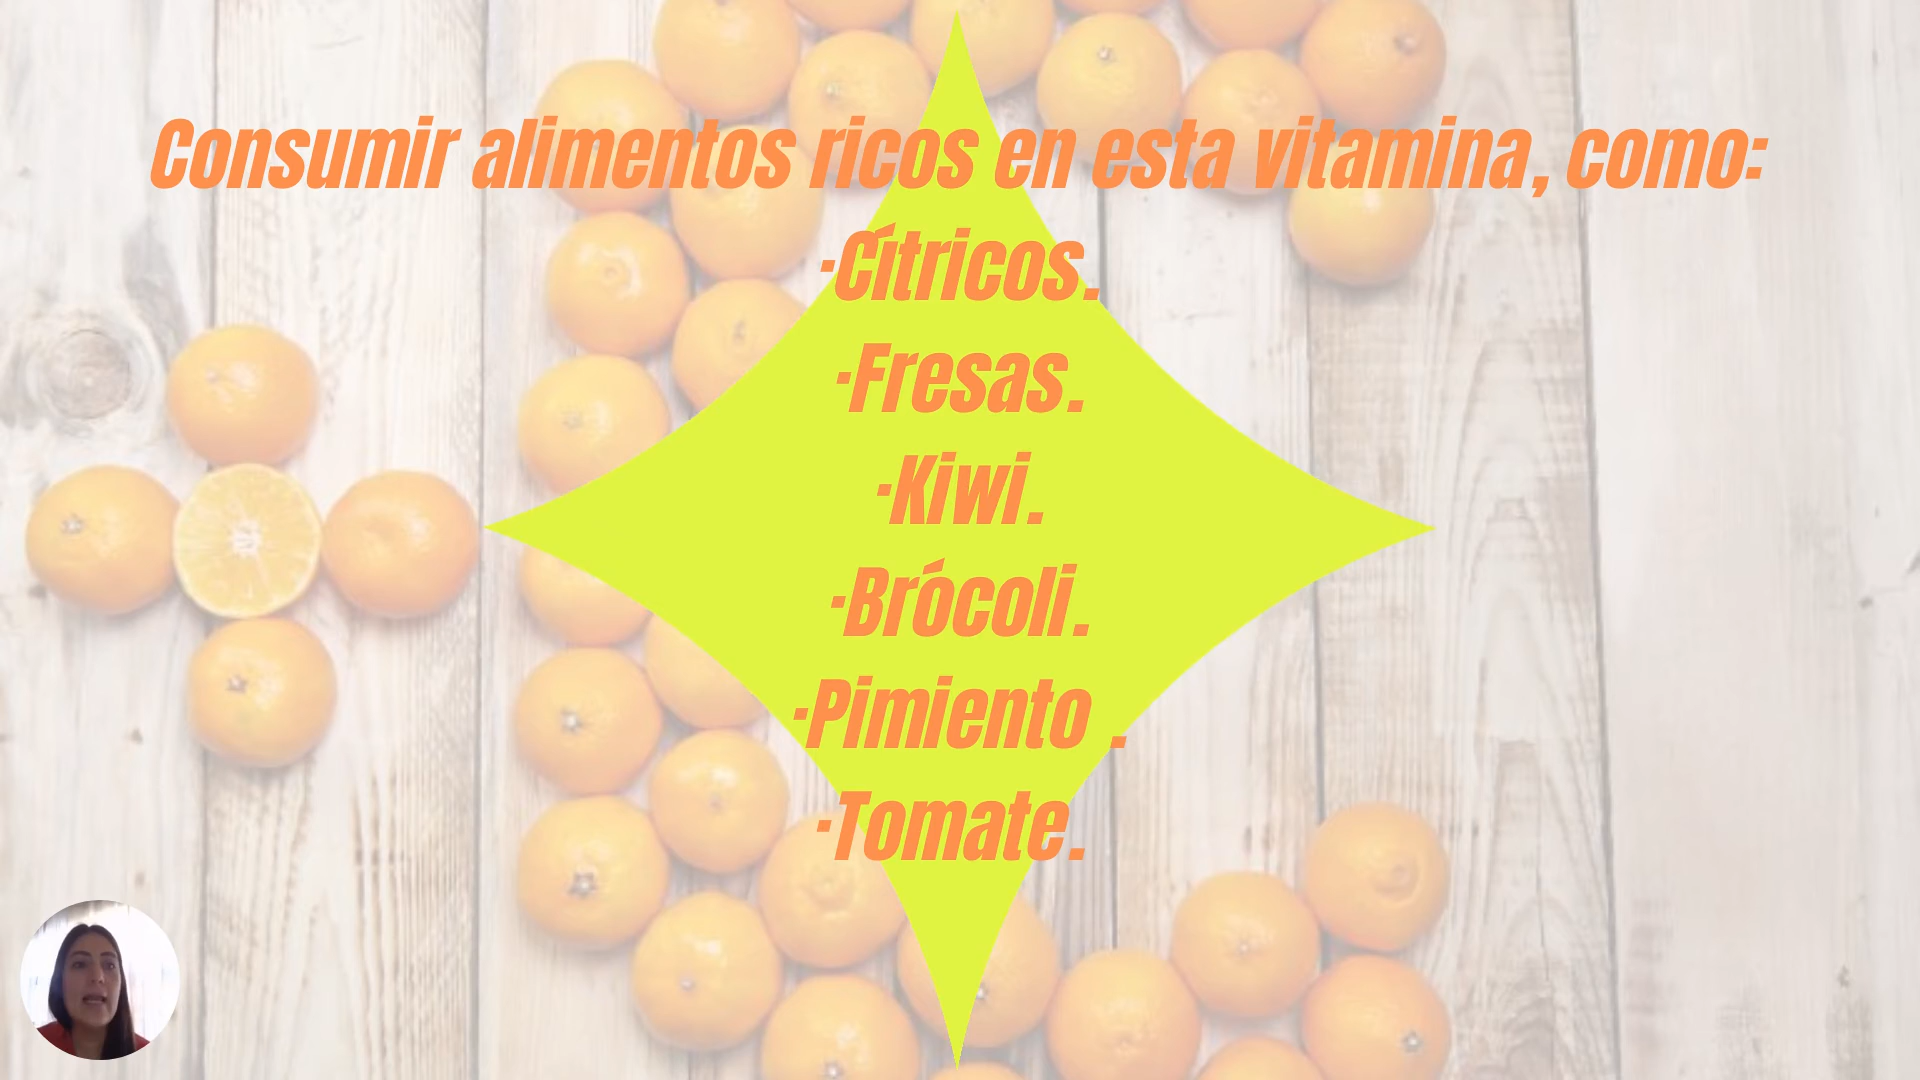 Consumir alimentos ricos en esta vitamina, como:
-Cítricos.
-Fresas.
-Kiwi.
-Brócoli.
-Pimiento .
-Tomate.